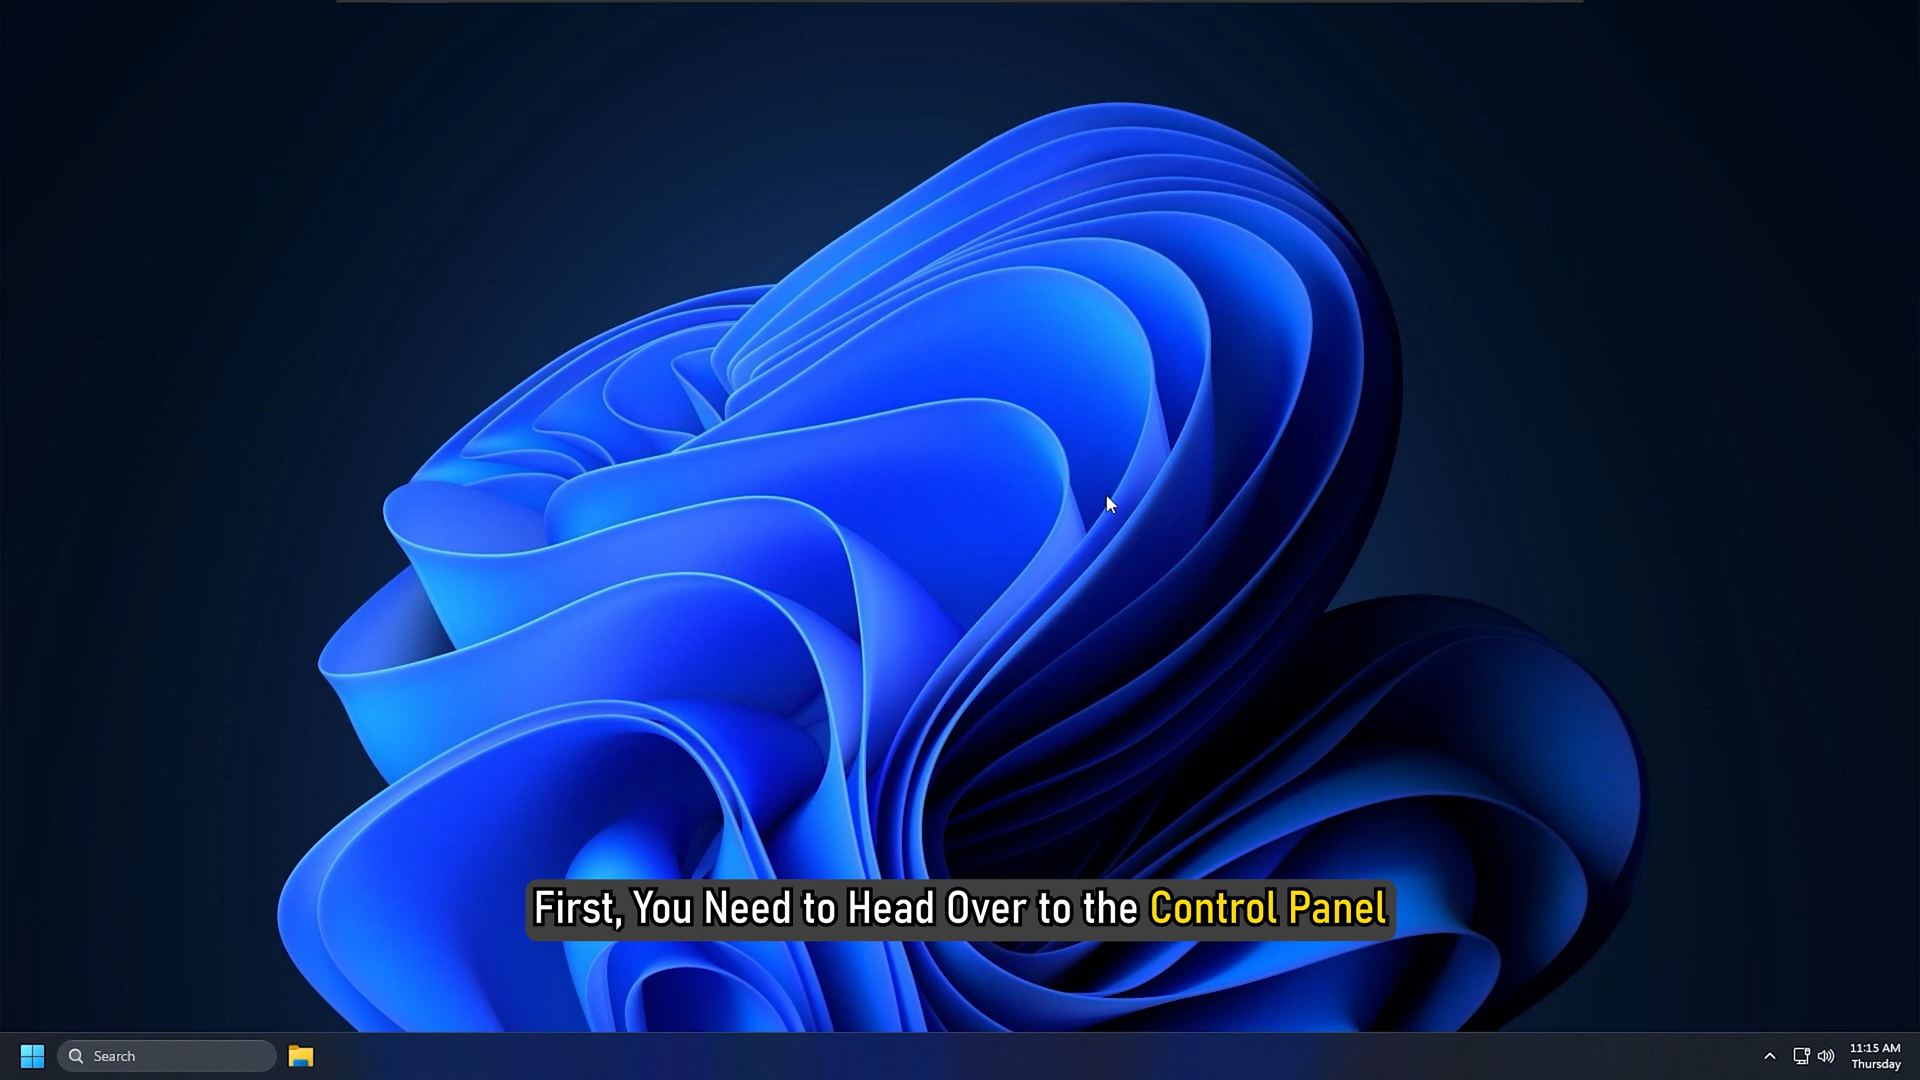 First, You Need to Head Over to the Control Panel
Search
11:15 AM
Thursday